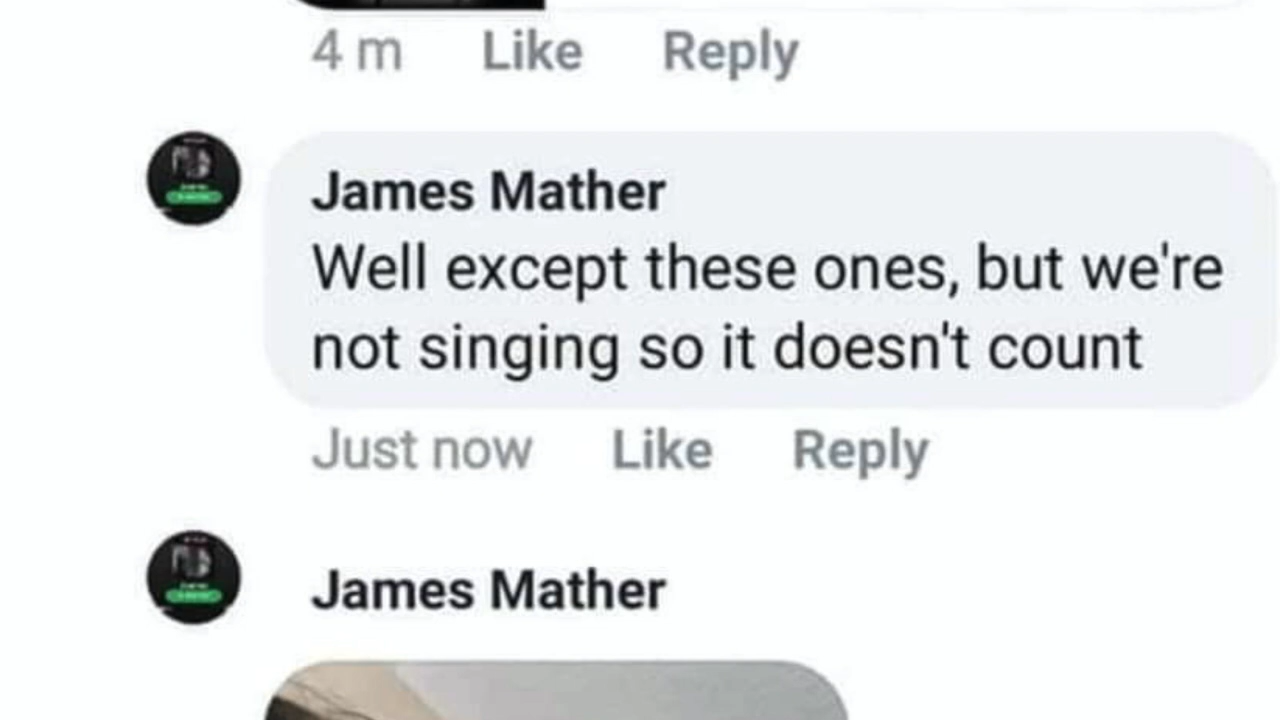 4 m Like Reply
James Mather
Well except these ones, but we're
not singing so it doesn't count
Just now Like Reply
James Mather